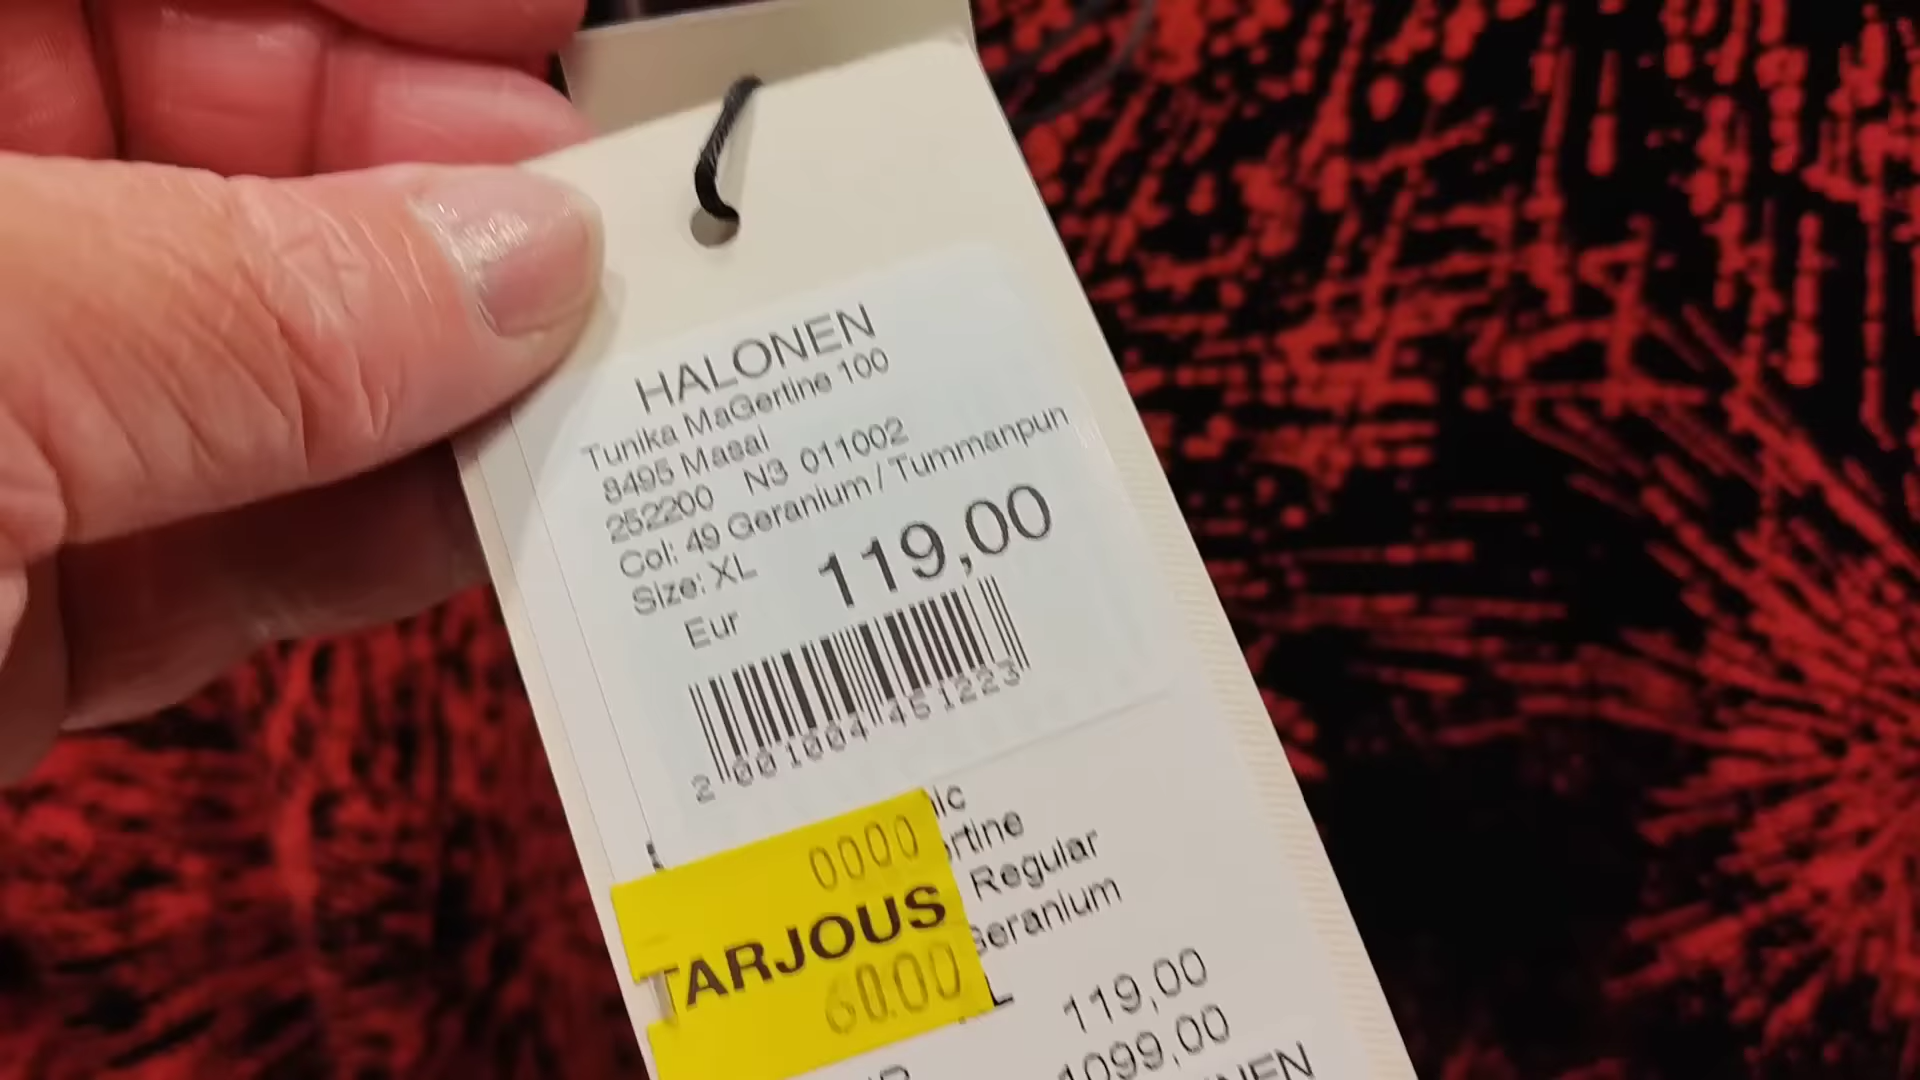 HALONEN
Tunika MaGertine 100
8495 Masai
252200 N3 011002
Col: 49 Geranium / Tummanpun
Size: XL
Eur 119,00
2 001004 451223
0000
TARJOUS
60.00
Regular
119,00
1099,00